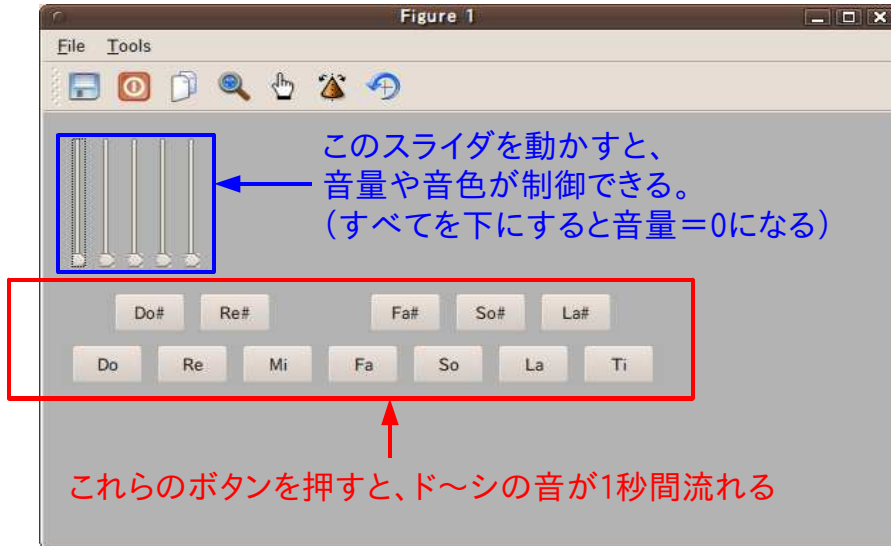 Figure 1
File Tools
このスライダを動かすと、
音量や音色が制御できる。
（すべてを下にすると音量＝0になる）
Do# Re# Fa# So# La#
Do Re Mi Fa So La Ti
これらのボタンを押すと、ド～シの音が1秒間流れる